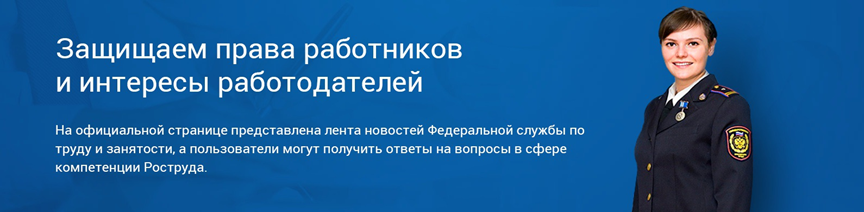 Защищаем права работников
и интересы работодателей
На официальной странице представлена лента новостей Федеральной службы по
труду и занятости, а пользователи могут получить ответы на вопросы в сфере
компетенции Роструда.